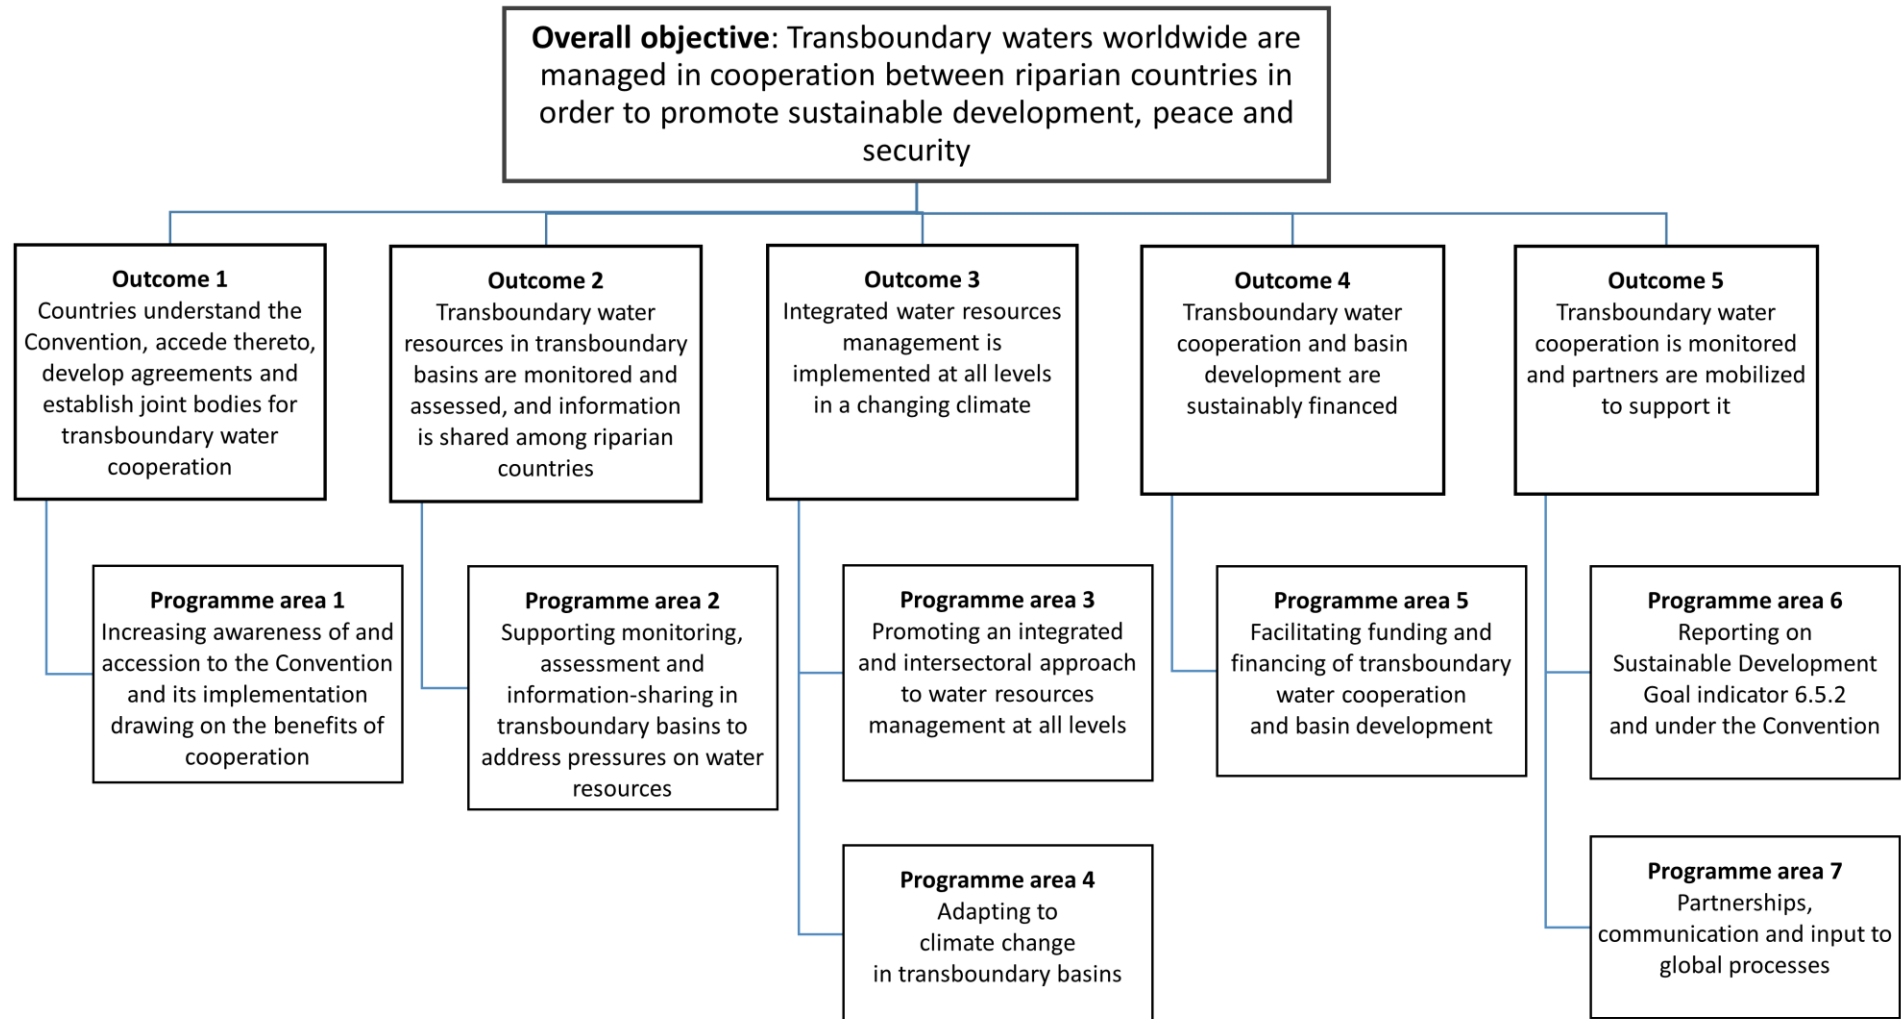 Overall objective: Transboundary waters worldwide are
managed in cooperation between riparian countries in
order to promote sustainable development, peace and
security
Outcome 1
Countries understand the
Convention, accede thereto,
develop agreements and
establish joint bodies for
transboundary water
cooperation
Outcome 2
Transboundary water
resources in transboundary
basins are monitored and
assessed, and information
is shared among riparian
countries
Outcome 3
Integrated water resources
management is
implemented at all levels
in a changing climate
Outcome 4
Transboundary water
cooperation and basin
development are
sustainably financed
Outcome 5
Transboundary water
cooperation is monitored
and partners are mobilized
to support it
Programme area 1
Increasing awareness of and
accession to the Convention
and its implementation
drawing on the benefits of
cooperation
Programme area 2
Supporting monitoring,
assessment and
information-sharing in
transboundary basins to
address pressures on water
resources
Programme area 3
Promoting an integrated
and intersectoral approach
to water resources
management at all levels
Programme area 5
Facilitating funding and
financing of transboundary
water cooperation
and basin development
Programme area 6
Reporting on
Sustainable Development
Goal indicator 6.5.2
and under the Convention
Programme area 4
Adapting to
climate change
in transboundary basins
Programme area 7
Partnerships,
communication and input to
global processes